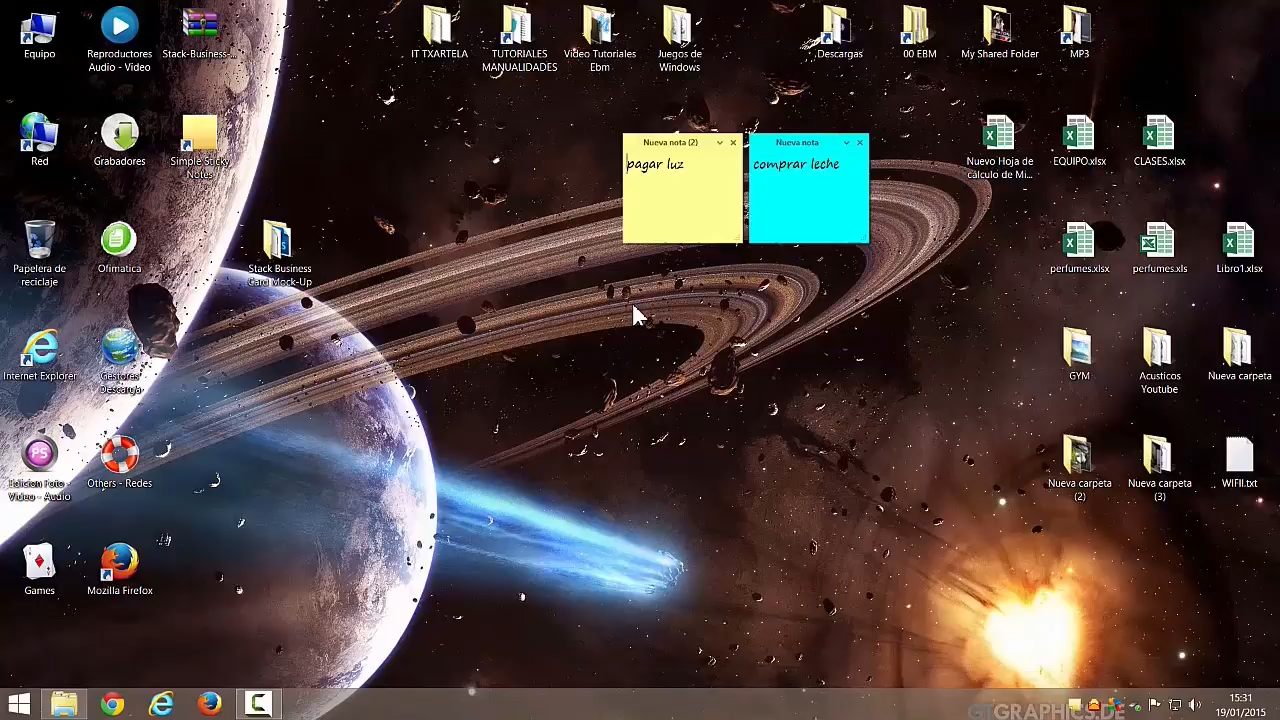 Equipo
Reproductores
Audio - Video
Stack-Business-...
IT TXARTELA
TUTORIALES
MANUALIDADES
Video Tutoriales
Ebm
Juegos de
Windows
Descargas
00 EBM
My Shared Folder
MP3
Red
Grabadores
Simple Sticky
Notes
Nueva nota (2)
pagar luz
Nueva nota
comprar leche
Nuevo Hoja de
cálculo de Mi...
EQUIPO.xlsx
CLASES.xlsx
Papelera de
reciclaje
Ofimatica
Stack Business
Card Mock-Up
perfumes.xlsx
perfumes.xls
Libro1.xlsx
Internet Explorer
Gestores
Descarga
GYM
Acusticos
Youtube
Nueva carpeta
PS
Edicion Foto -
Video - Audio
Others - Redes
Nueva carpeta
(2)
Nueva carpeta
(3)
WIFII.txt
Games
Mozilla Firefox
GTGRAPHICS.DE
15:31
19/01/2015